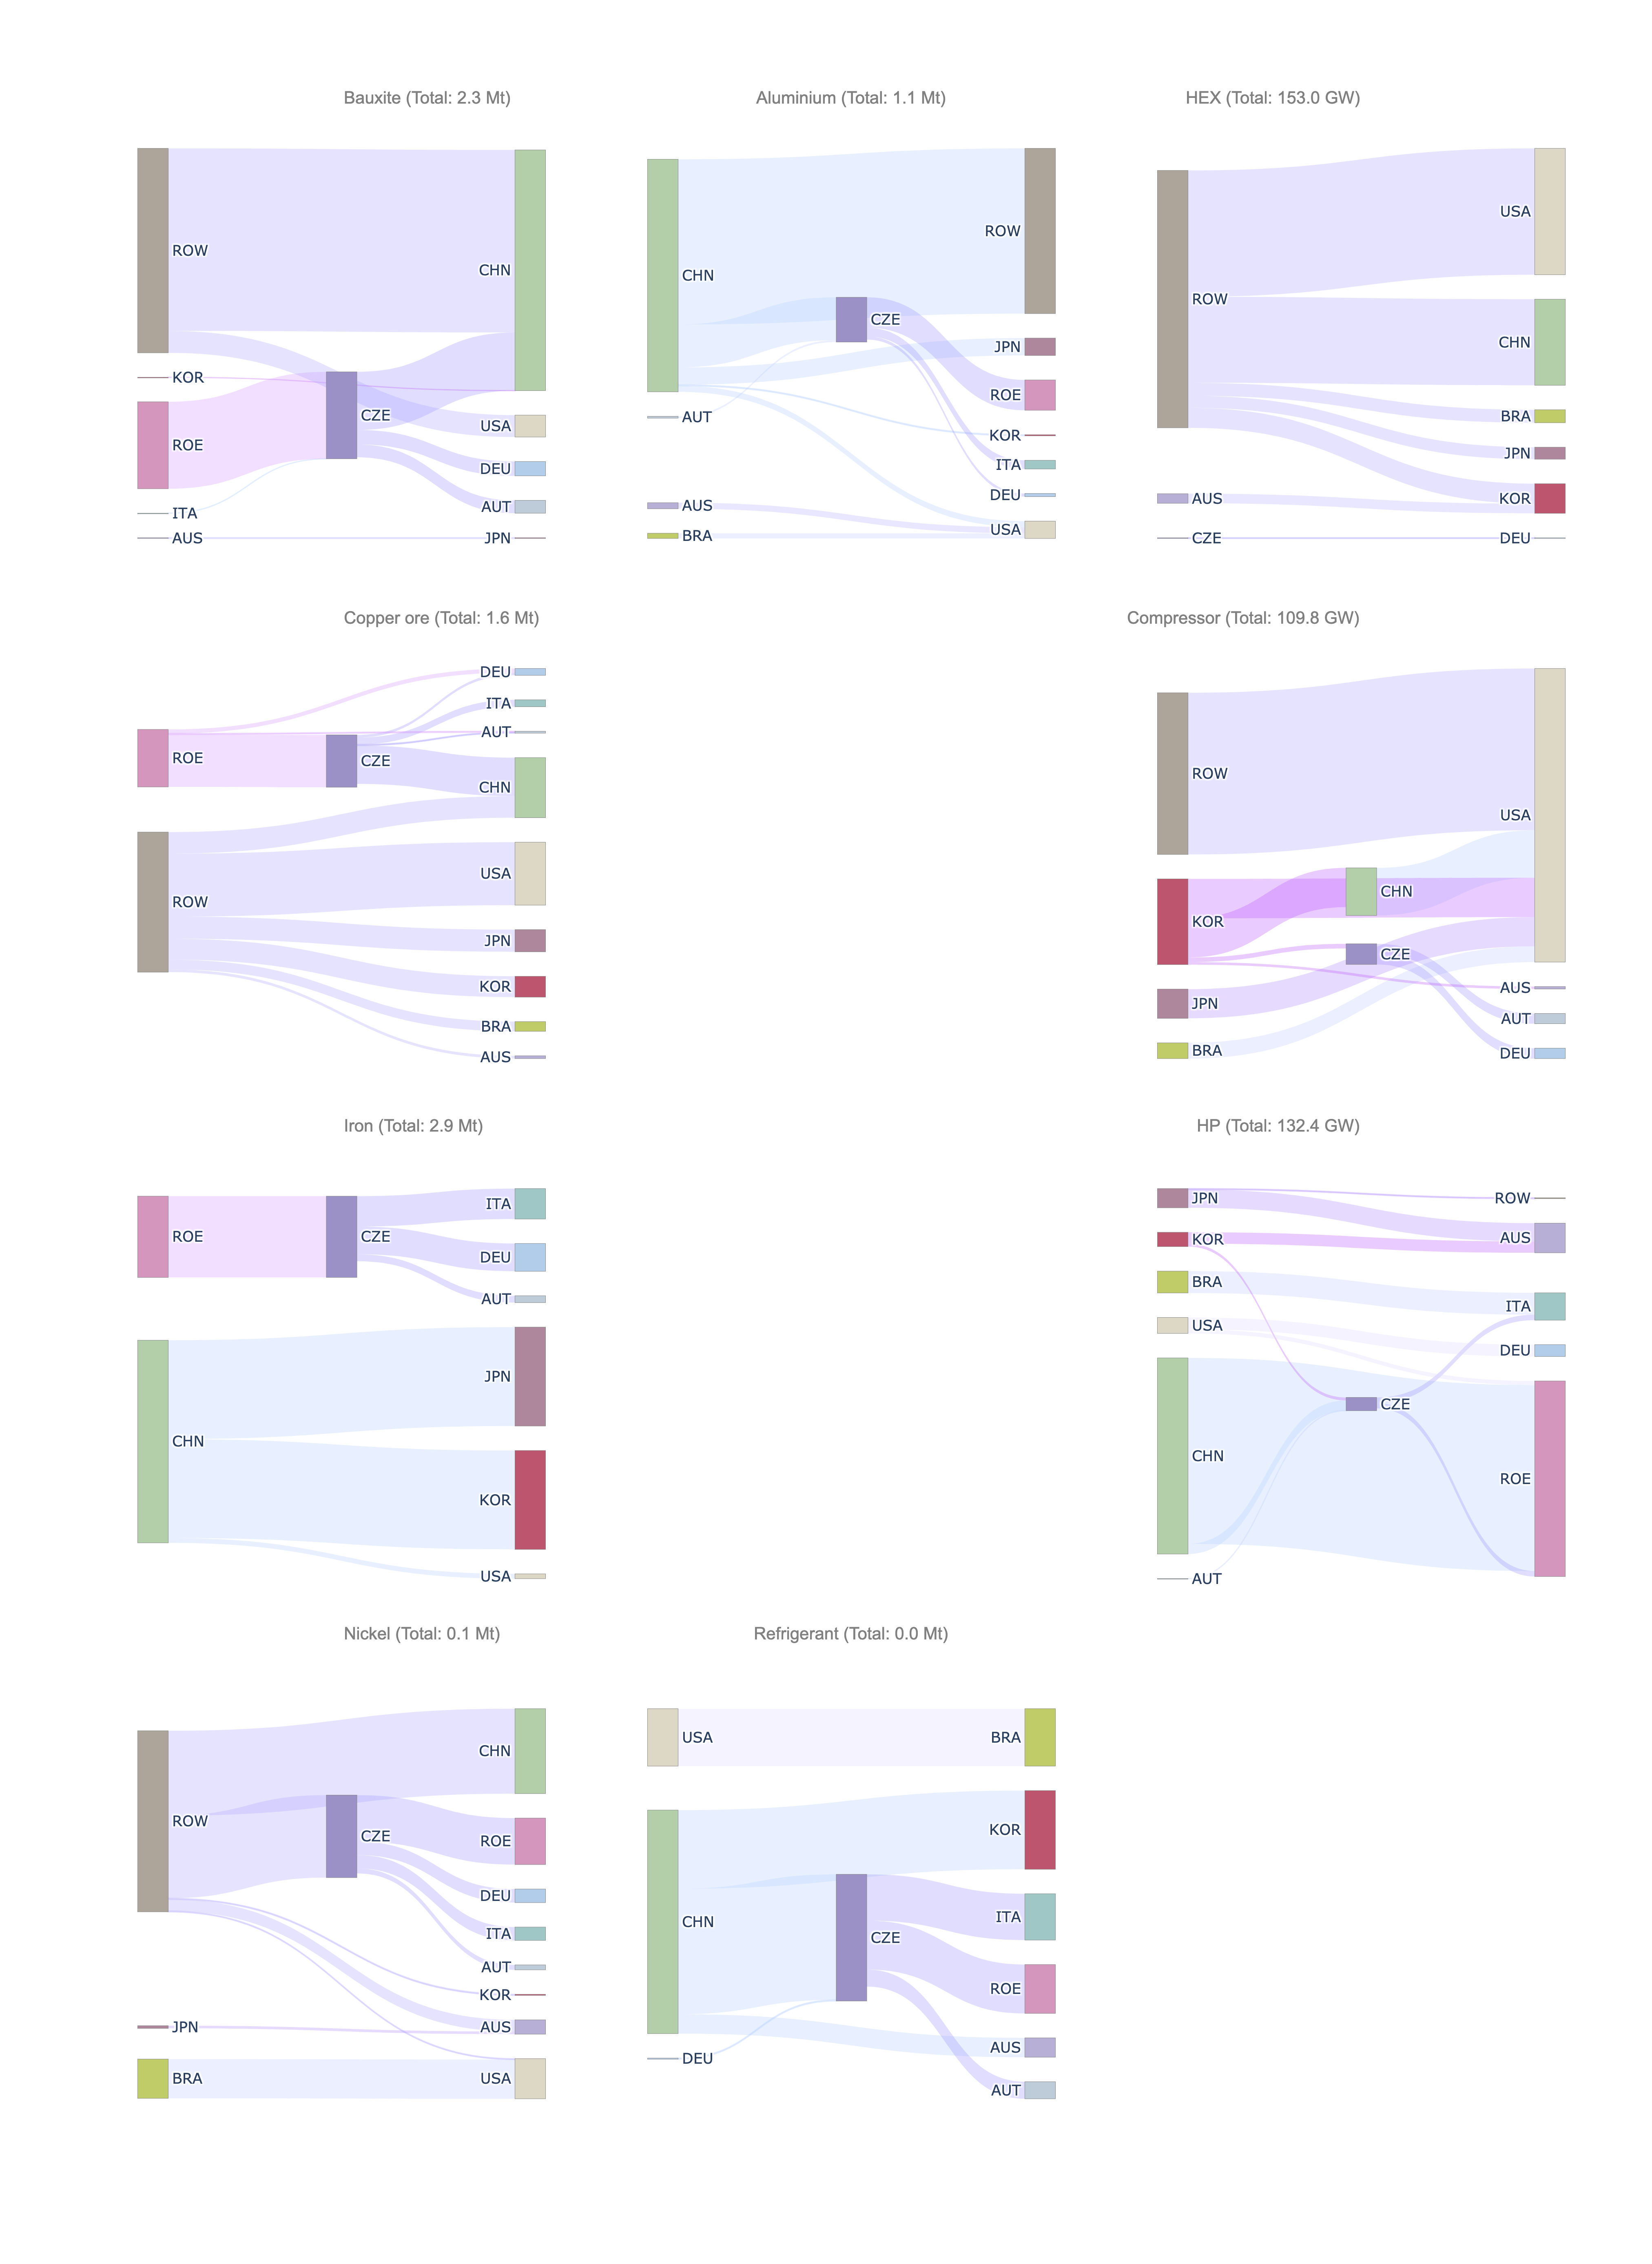 Bauxite (Total: 2.3 Mt)
ROW
KOR
ROE
ITA
AUS
CZE
CHN
USA
DEU
AUT
JPN
Aluminium (Total: 1.1 Mt)
CHN
AUT
AUS
BRA
CZE
ROW
JPN
ROE
KOR
ITA
DEU
USA
HEX (Total: 153.0 GW)
ROW
AUS
CZE
USA
CHN
BRA
JPN
KOR
DEU
Copper ore (Total: 1.6 Mt)
ROE
ROW
CZE
DEU
ITA
AUT
CHN
USA
JPN
KOR
BRA
AUS
Compressor (Total: 109.8 GW)
ROW
KOR
JPN
BRA
CHN
CZE
USA
AUS
AUT
DEU
Iron (Total: 2.9 Mt)
ROE
CHN
CZE
ITA
DEU
AUT
JPN
KOR
USA
HP (Total: 132.4 GW)
JPN
KOR
BRA
USA
CHN
AUT
CZE
ROW
AUS
ITA
DEU
ROE
Nickel (Total: 0.1 Mt)
ROW
JPN
BRA
CZE
CHN
ROE
DEU
ITA
AUT
KOR
AUS
USA
Refrigerant (Total: 0.0 Mt)
USA
CHN
DEU
CZE
BRA
KOR
ITA
ROE
AUS
AUT